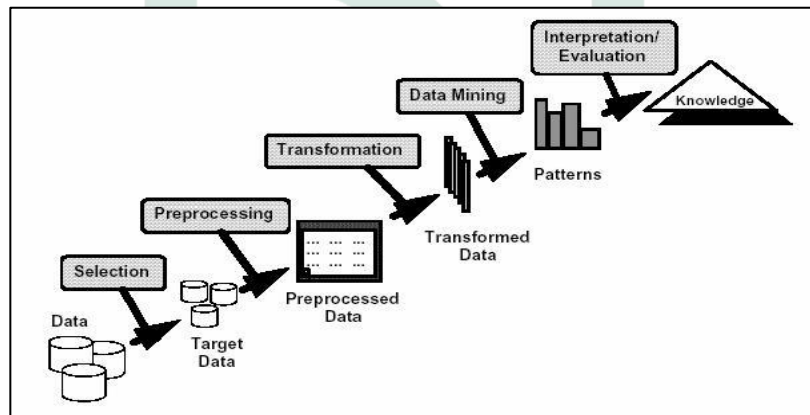 Interpretation/
Evaluation
Knowledge
Data Mining
Patterns
Transformation
Transformed
Data
Preprocessing
... ... ...
... ... ...
... ... ...
Preprocessed
Data
Selection
Target
Data
Data